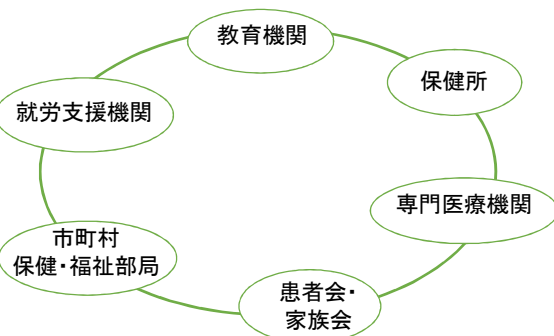 教育機関
保健所
就労支援機関
専門医療機関
市町村
保健・福祉部局
患者会・
家族会